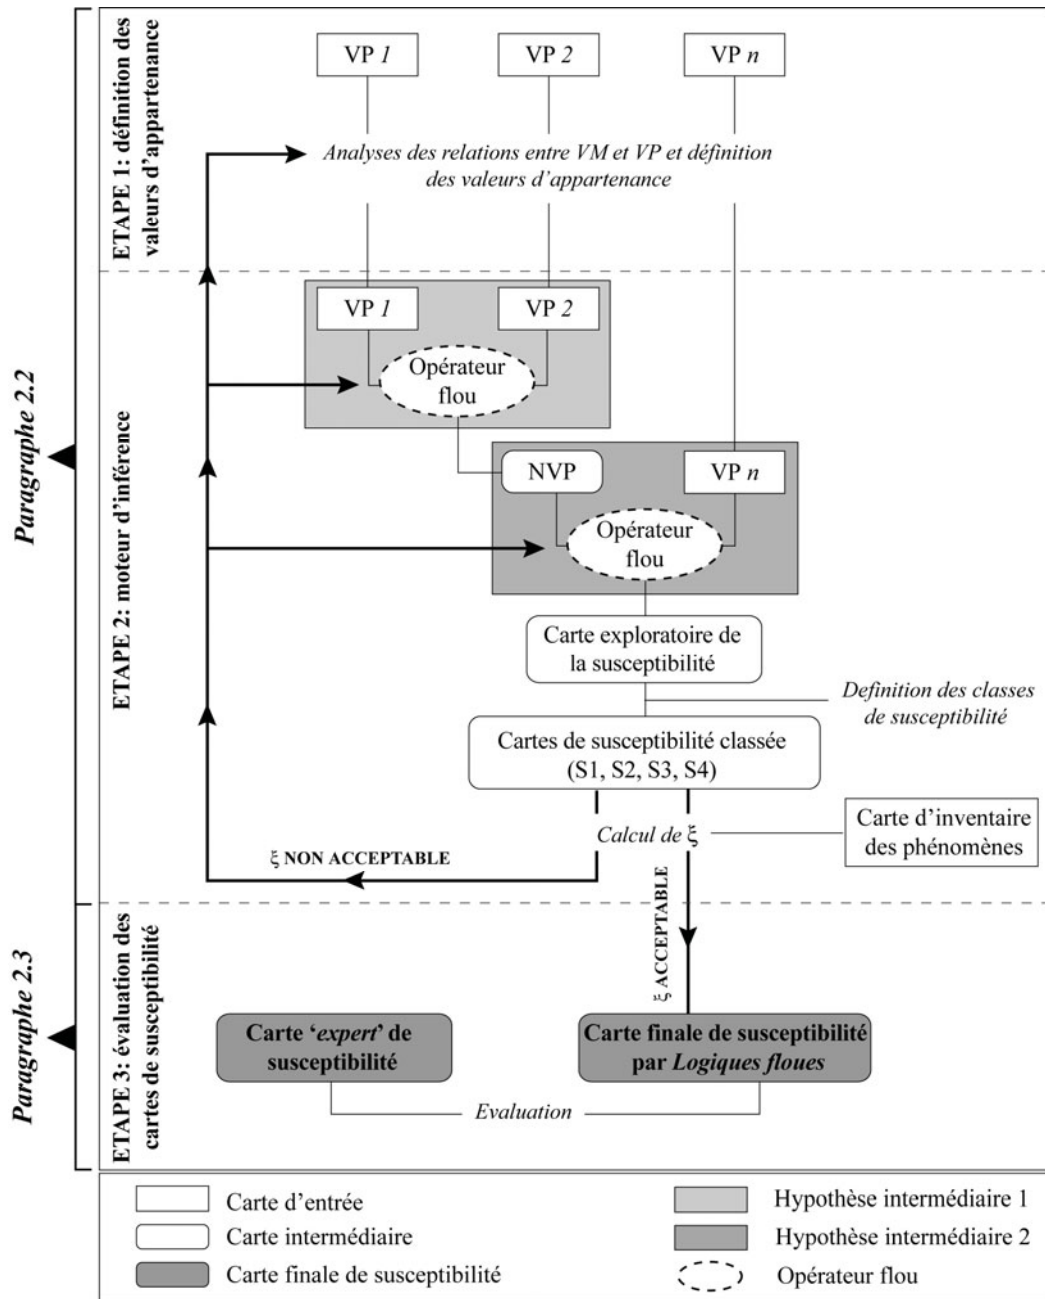 Paragraphe 2.2
Paragraphe 2.3
ETAPE 1: définition des
valeurs d'appartenance
VP 1
VP 2
VP n
Analyses des relations entre VM et VP et définition
des valeurs d'appartenance
ETAPE 2: moteur d'inférence
VP 1
VP 2
Opérateur
flou
NVP
VP n
Opérateur
flou
Carte exploratoire de
la susceptibilité
Definition des classes
de susceptibilité
Cartes de susceptibilité classée
(S1, S2, S3, S4)
Calcul de ξ
Carte d'inventaire
des phénomènes
ξ NON ACCEPTABLE
ξ ACCEPTABLE
ETAPE 3: évaluation des
cartes de susceptibilité
Carte ‘expert’ de
susceptibilité
Carte finale de susceptibilité
par Logiques floues
Evaluation
Carte d'entrée
Carte intermédiaire
Carte finale de susceptibilité
Hypothèse intermédiaire 1
Hypothèse intermédiaire 2
Opérateur flou